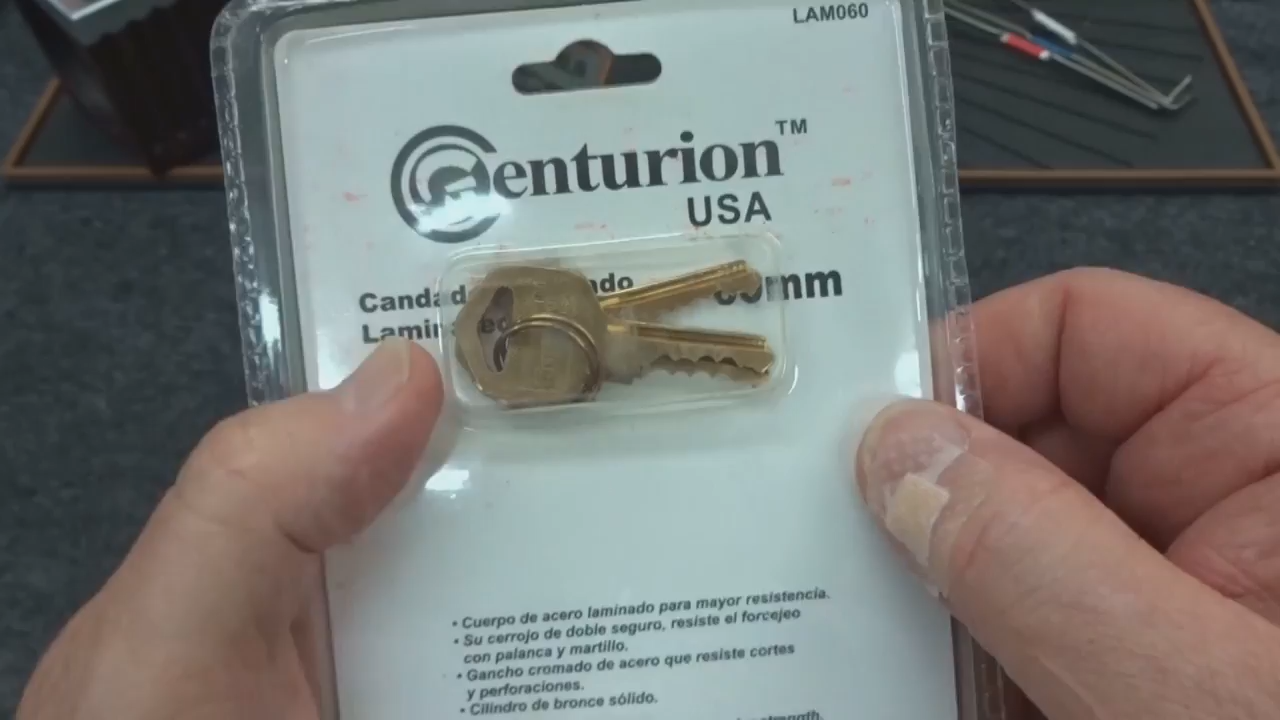 LAM060
Centurion™
USA
mm
• Cuerpo de acero laminado para mayor resistencia.
• Su cerrojo de doble seguro, resiste el forcejeo
con palanca y martillo.
• Gancho cromado de acero que resiste cortes
y perforaciones.
• Cilindro de bronce sólido.